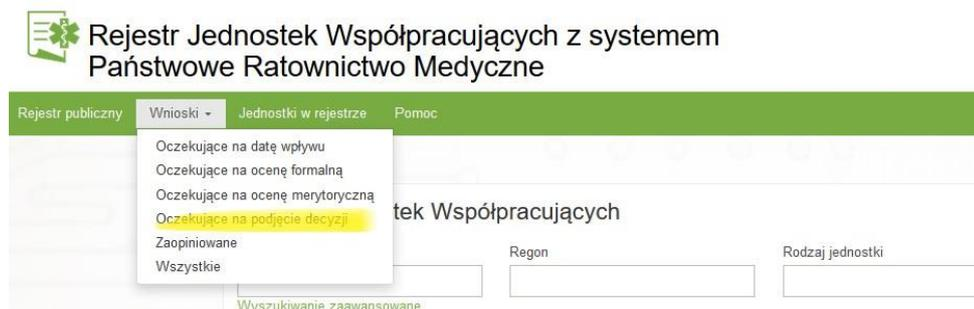 Rejestr Jednostek Współpracujących z systemem
Państwowe Ratownictwo Medyczne
Rejestr publiczny Wnioski Jednostki w rejestrze Pomoc
Oczekujące na datę wpływu
Oczekujące na ocenę formalną
Oczekujące na ocenę merytoryczną
Oczekujące na podjęcie decyzji
Zaopiniowane
Wszystkie
tek Współpracujących
Regon Rodzaj jednostki
Wyszukiwanie zaawansowane